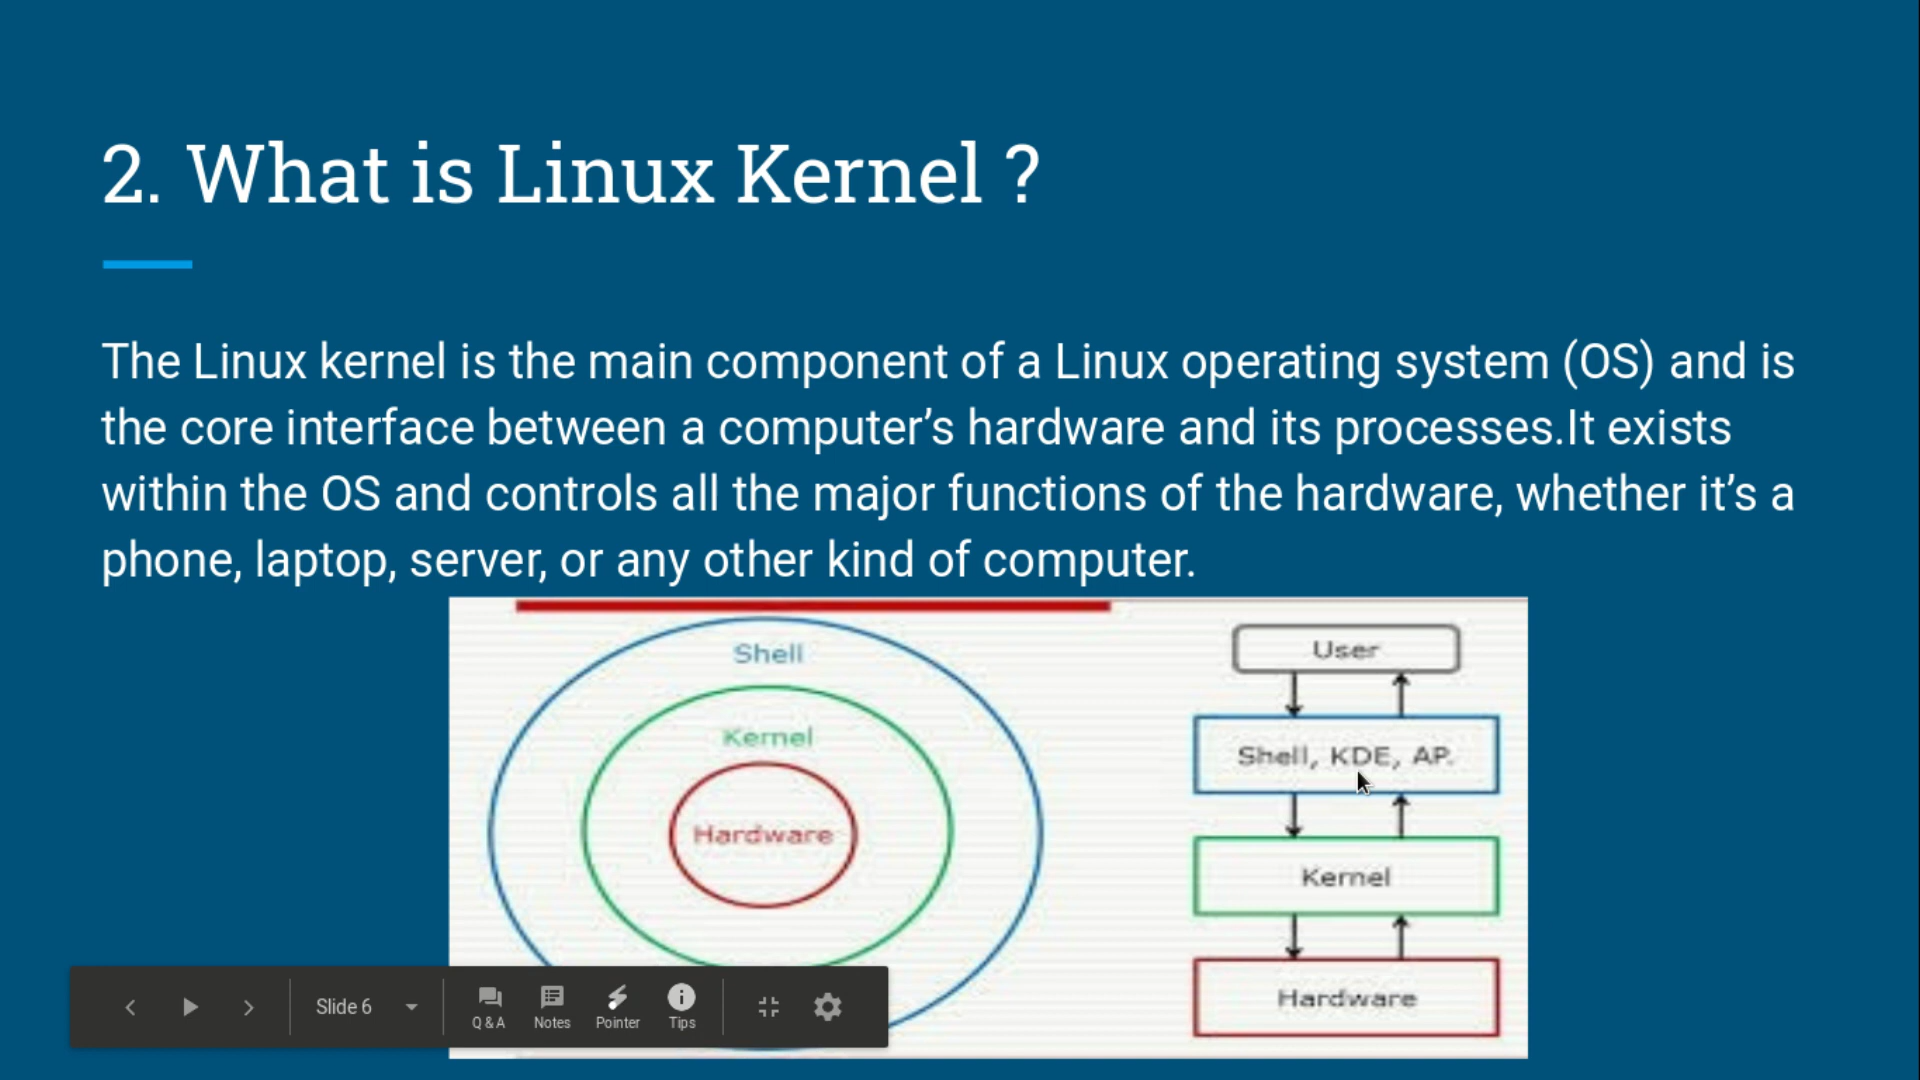 2. What is Linux Kernel ?
The Linux kernel is the main component of a Linux operating system (OS) and is
the core interface between a computer’s hardware and its processes.It exists
within the OS and controls all the major functions of the hardware, whether it’s a
phone, laptop, server, or any other kind of computer.
Shell
Kernel
Hardware
User
Shell, KDE, AP.
Kernel
Hardware
Slide 6
Q & A
Notes
Pointer
Tips